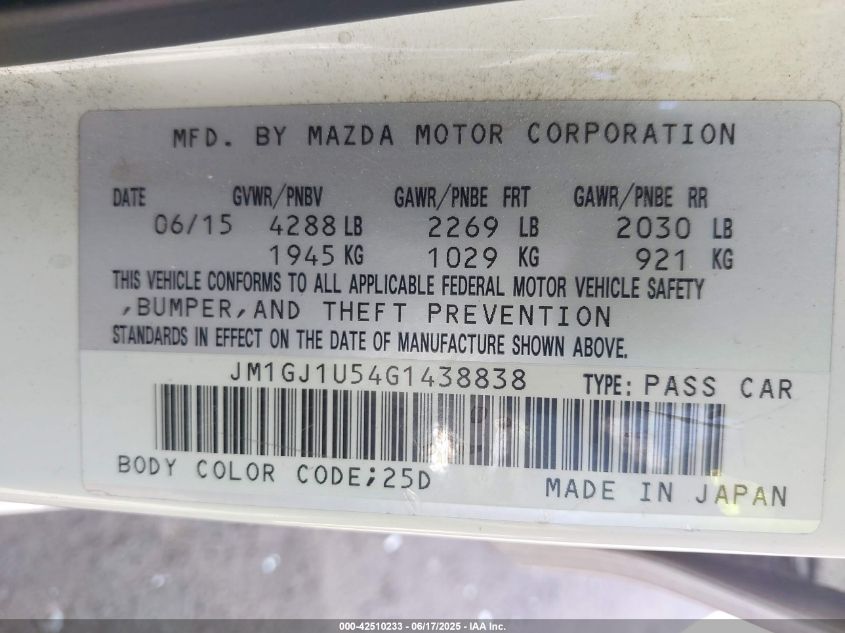 MFD. BY MAZDA MOTOR CORPORATION
DATE GVWR/PNBV GAWR/PNBE FRT GAWR/PNBE RR
06/15 4288 LB 2269 LB 2030 LB
1945 KG 1029 KG 921 KG
THIS VEHICLE CONFORMS TO ALL APPLICABLE FEDERAL MOTOR VEHICLE SAFETY
,BUMPER,AND THEFT PREVENTION
STANDARDS IN EFFECT ON THE DATE OF MANUFACTURE SHOWN ABOVE.
JM1GJ1U54G1438838 TYPE: PASS CAR
BODY COLOR CODE;25D MADE IN JAPAN
000-42510233 - 06/17/2025 - IAA Inc.